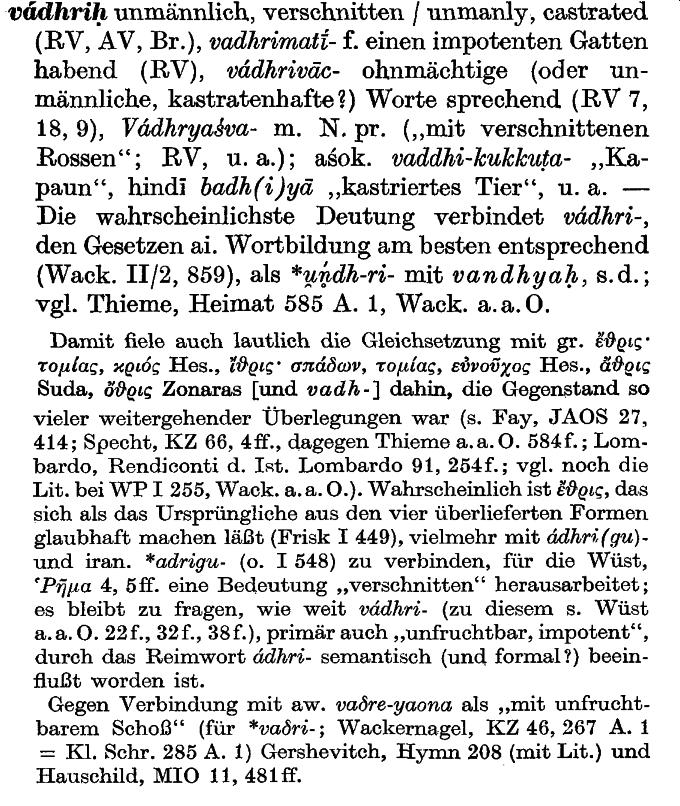 vádhriḥ unmännlich, verschnitten / unmanly, castrated
(RV, AV, Br.), vadhrimatī́- f. einen impotenten Gatten
habend (RV), vádhrivāc- ohnmächtige (oder un-
männliche, kastratenhafte?) Worte sprechend (RV 7,
18, 9), Vádhryaśva- m. N. pr. („mit verschnittenen
Rossen“; RV, u. a.); aśok. vaddhi-kukkuṭa- „Ka-
paun“, hindī badh(i)yā „kastriertes Tier“, u. a. —
Die wahrscheinlichste Deutung verbindet vádhri-,
den Gesetzen ai. Wortbildung am besten entsprechend
(Wack. II/2, 859), als *u̯ṇ́dh-ri- mit vandhyaḥ, s.d.;
vgl. Thieme, Heimat 585 A. 1, Wack. a. a. O.
Damit fiele auch lautlich die Gleichsetzung mit gr. ἔθρις·
τομίας, κριός Hes., ἴθρις· σπάδων, τομίας, εὐνοῦχος Hes., ἄθρις
Suda, ὄθρις Zonaras [und vadh-] dahin, die Gegenstand so
vieler weitergehender Überlegungen war (s. Fay, JAOS 27,
414; Specht, KZ 66, 4ff., dagegen Thieme a. a. O. 584f.; Lom-
bardo, Rendiconti d. Ist. Lombardo 91, 254f.; vgl. noch die
Lit. bei WP I 255, Wack. a. a. O.). Wahrscheinlich ist ἔθρις, das
sich als das Ursprüngliche aus den vier überlieferten Formen
glaubhaft machen läßt (Frisk I 449), vielmehr mit ádhri(gu)-
und iran. *adrigu- (o. I 548) zu verbinden, für die Wüst,
Ῥῆμα 4, 5ff. eine Bedeutung „verschnitten“ herausarbeitet;
es bleibt zu fragen, wie weit vádhri- (zu diesem s. Wüst
a. a. O. 22f., 32f., 38f.), primär auch „unfruchtbar, impotent“,
durch das Reimwort ádhri- semantisch (und formal?) beein-
flußt worden ist.
Gegen Verbindung mit aw. vaδre-yaona als „mit unfrucht-
barem Schoß“ (für *vaδri-; Wackernagel, KZ 46, 267 A. 1
= Kl. Schr. 285 A. 1) Gershevitch, Hymn 208 (mit Lit.) und
Hauschild, MIO 11, 481ff.